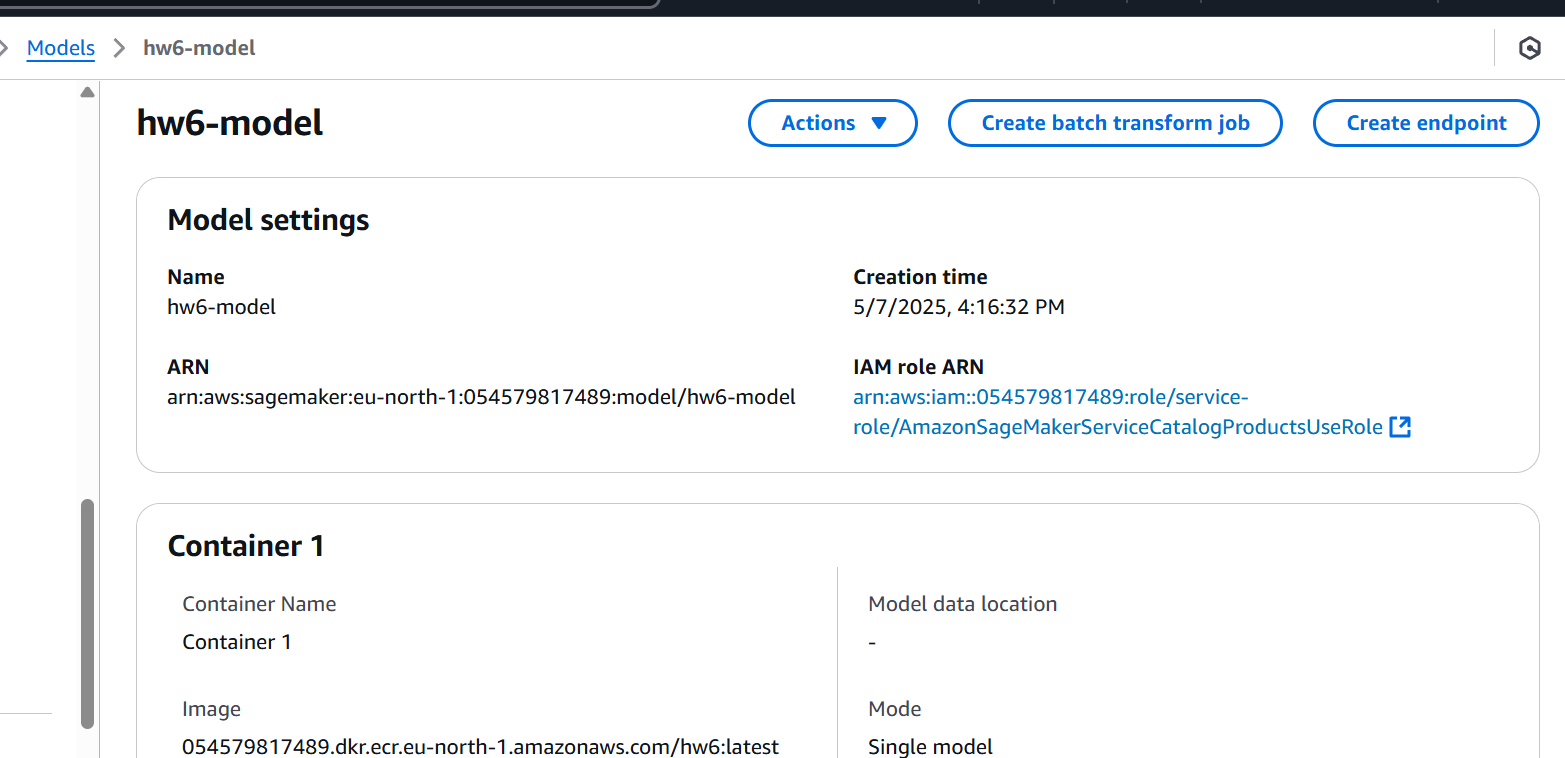 Models > hw6-model
hw6-model
Actions
Create batch transform job
Create endpoint
Model settings
Name
hw6-model
Creation time
5/7/2025, 4:16:32 PM
ARN
arn:aws:sagemaker:eu-north-1:054579817489:model/hw6-model
IAM role ARN
arn:aws:iam::054579817489:role/service-
role/AmazonSageMakerServiceCatalogProductsUseRole
Container 1
Container Name
Container 1
Model data location
-
Image
054579817489.dkr.ecr.eu-north-1.amazonaws.com/hw6:latest
Mode
Single model